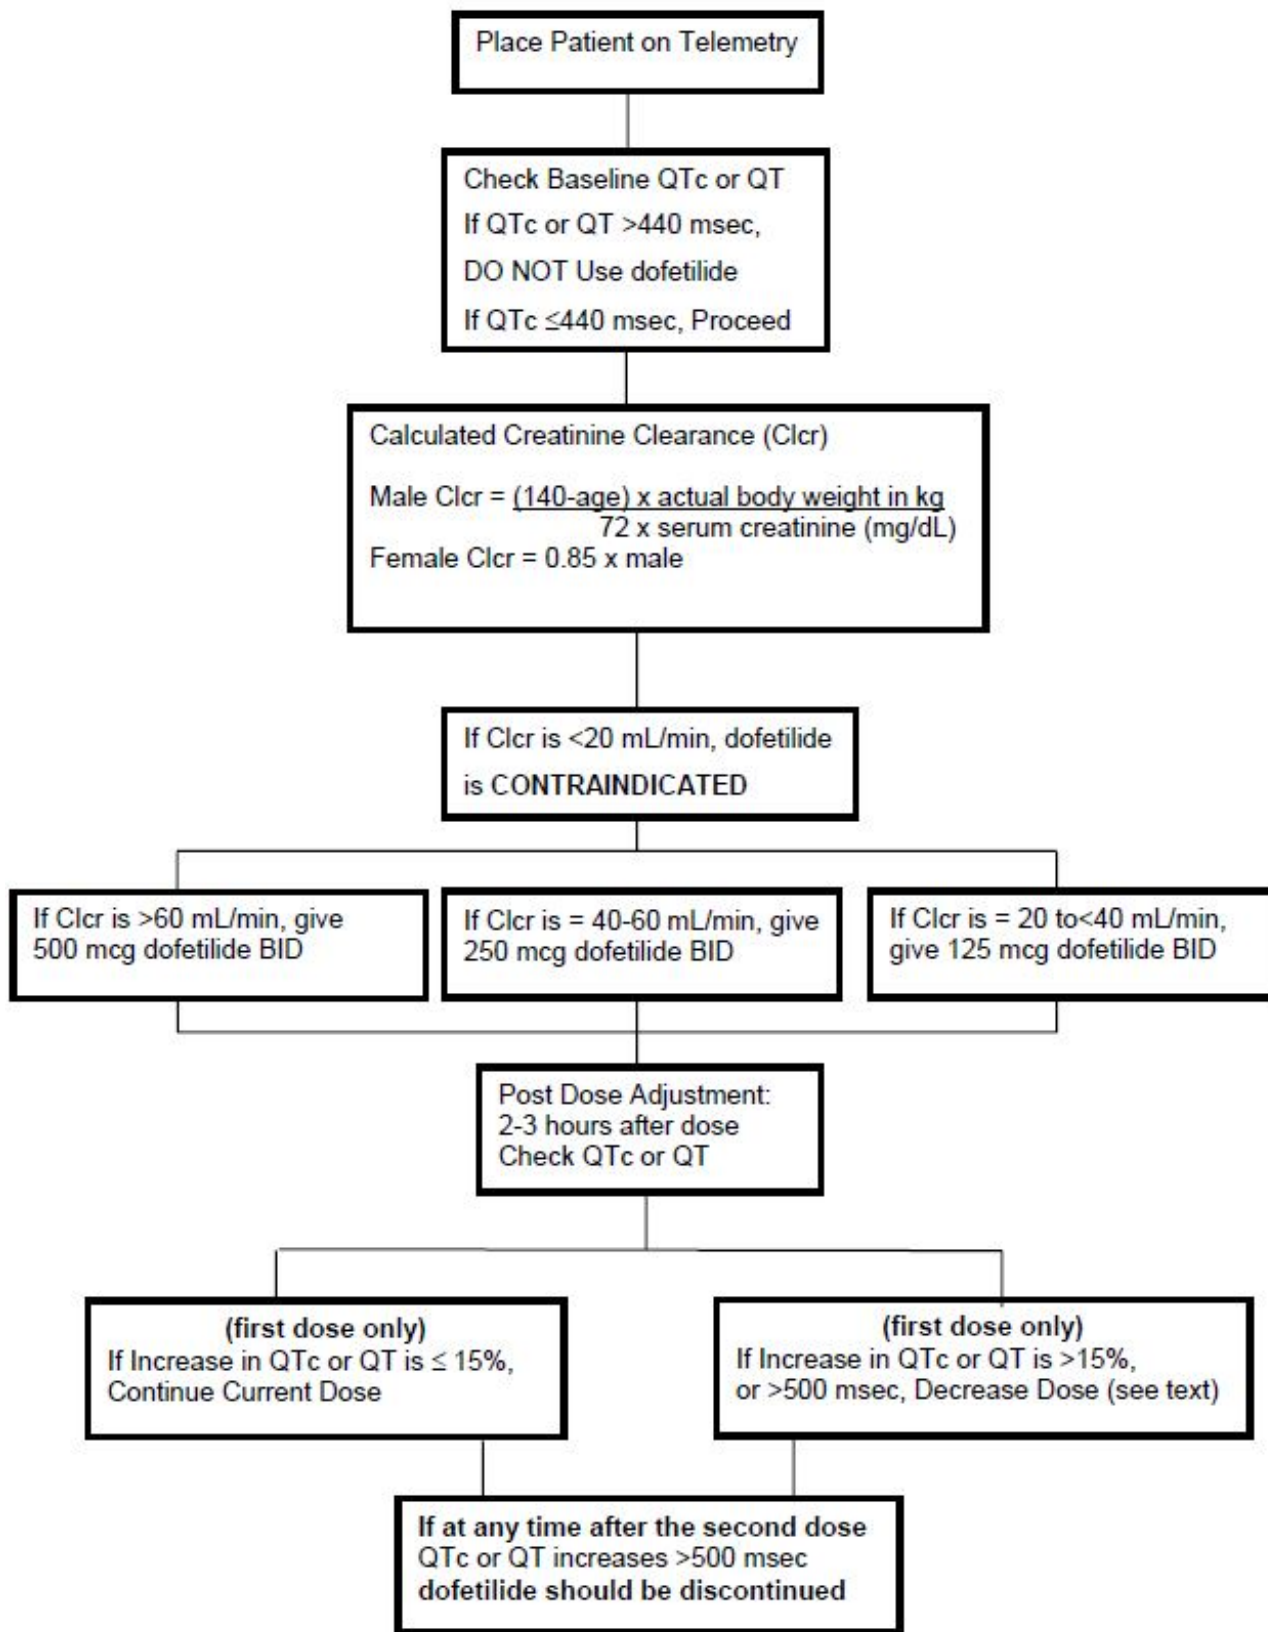 Place Patient on Telemetry
Check Baseline QTc or QT
If QTc or QT >440 msec,
DO NOT Use dofetilide
If QTc ≤440 msec, Proceed
Calculated Creatinine Clearance (Clcr)
Male Clcr = (140-age) x actual body weight in kg
72 x serum creatinine (mg/dL)
Female Clcr = 0.85 x male
If Clcr is <20 mL/min, dofetilide
is CONTRAINDICATED
If Clcr is >60 mL/min, give
500 mcg dofetilide BID
If Clcr is = 40-60 mL/min, give
250 mcg dofetilide BID
If Clcr is = 20 to<40 mL/min,
give 125 mcg dofetilide BID
Post Dose Adjustment:
2-3 hours after dose
Check QTc or QT
(first dose only)
If Increase in QTc or QT is ≤ 15%,
Continue Current Dose
(first dose only)
If Increase in QTc or QT is >15%,
or >500 msec, Decrease Dose (see text)
If at any time after the second dose
QTc or QT increases >500 msec
dofetilide should be discontinued